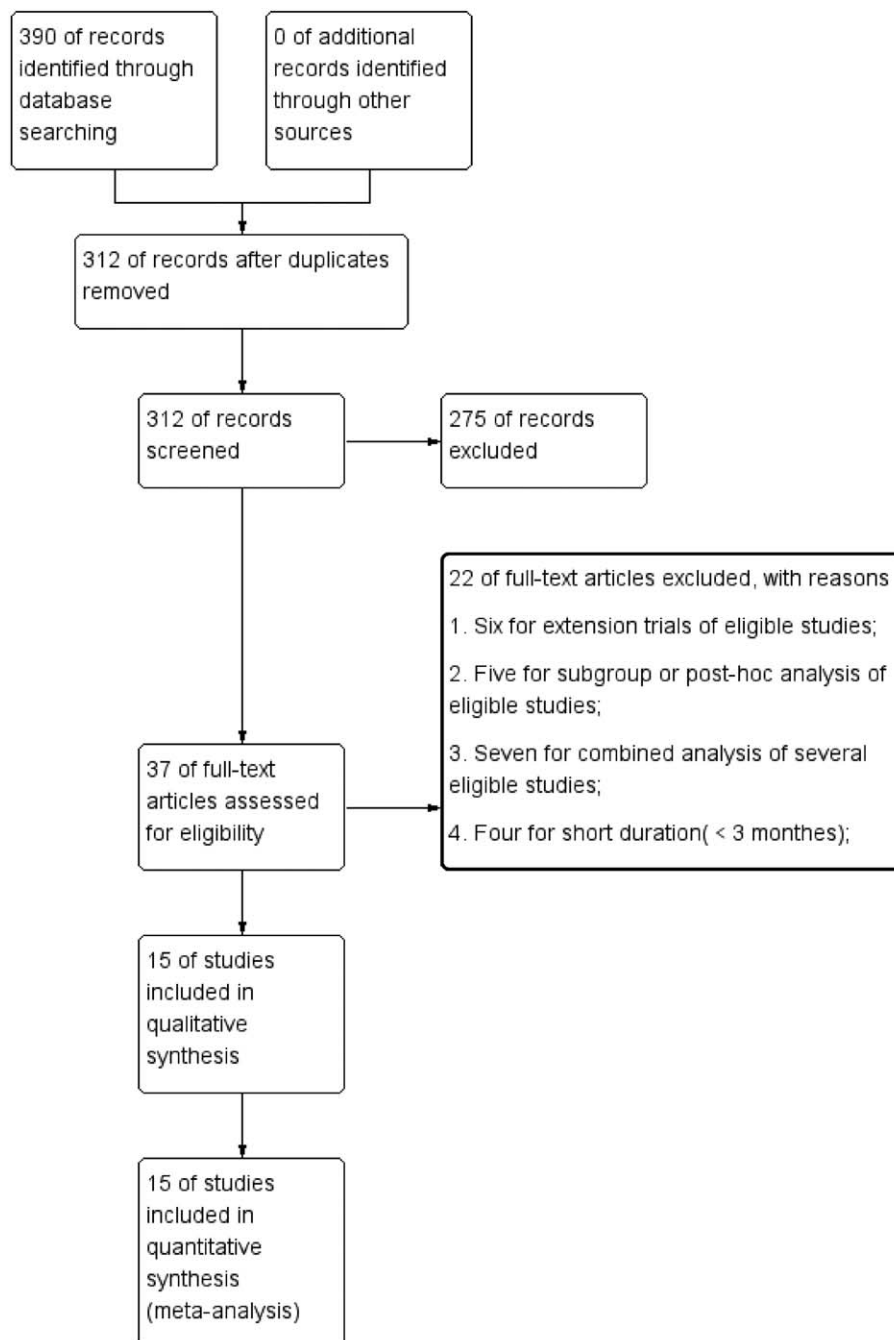 390 of records
identified through
database
searching
0 of additional
records identified
through other
sources
312 of records after duplicates
removed
312 of records
screened
275 of records
excluded
22 of full-text articles excluded, with reasons
1. Six for extension trials of eligible studies;
2. Five for subgroup or post-hoc analysis of
eligible studies;
3. Seven for combined analysis of several
eligible studies;
4. Four for short duration( < 3 monthes);
37 of full-text
articles assessed
for eligibility
15 of studies
included in
qualitative
synthesis
15 of studies
included in
quantitative
synthesis
(meta-analysis)